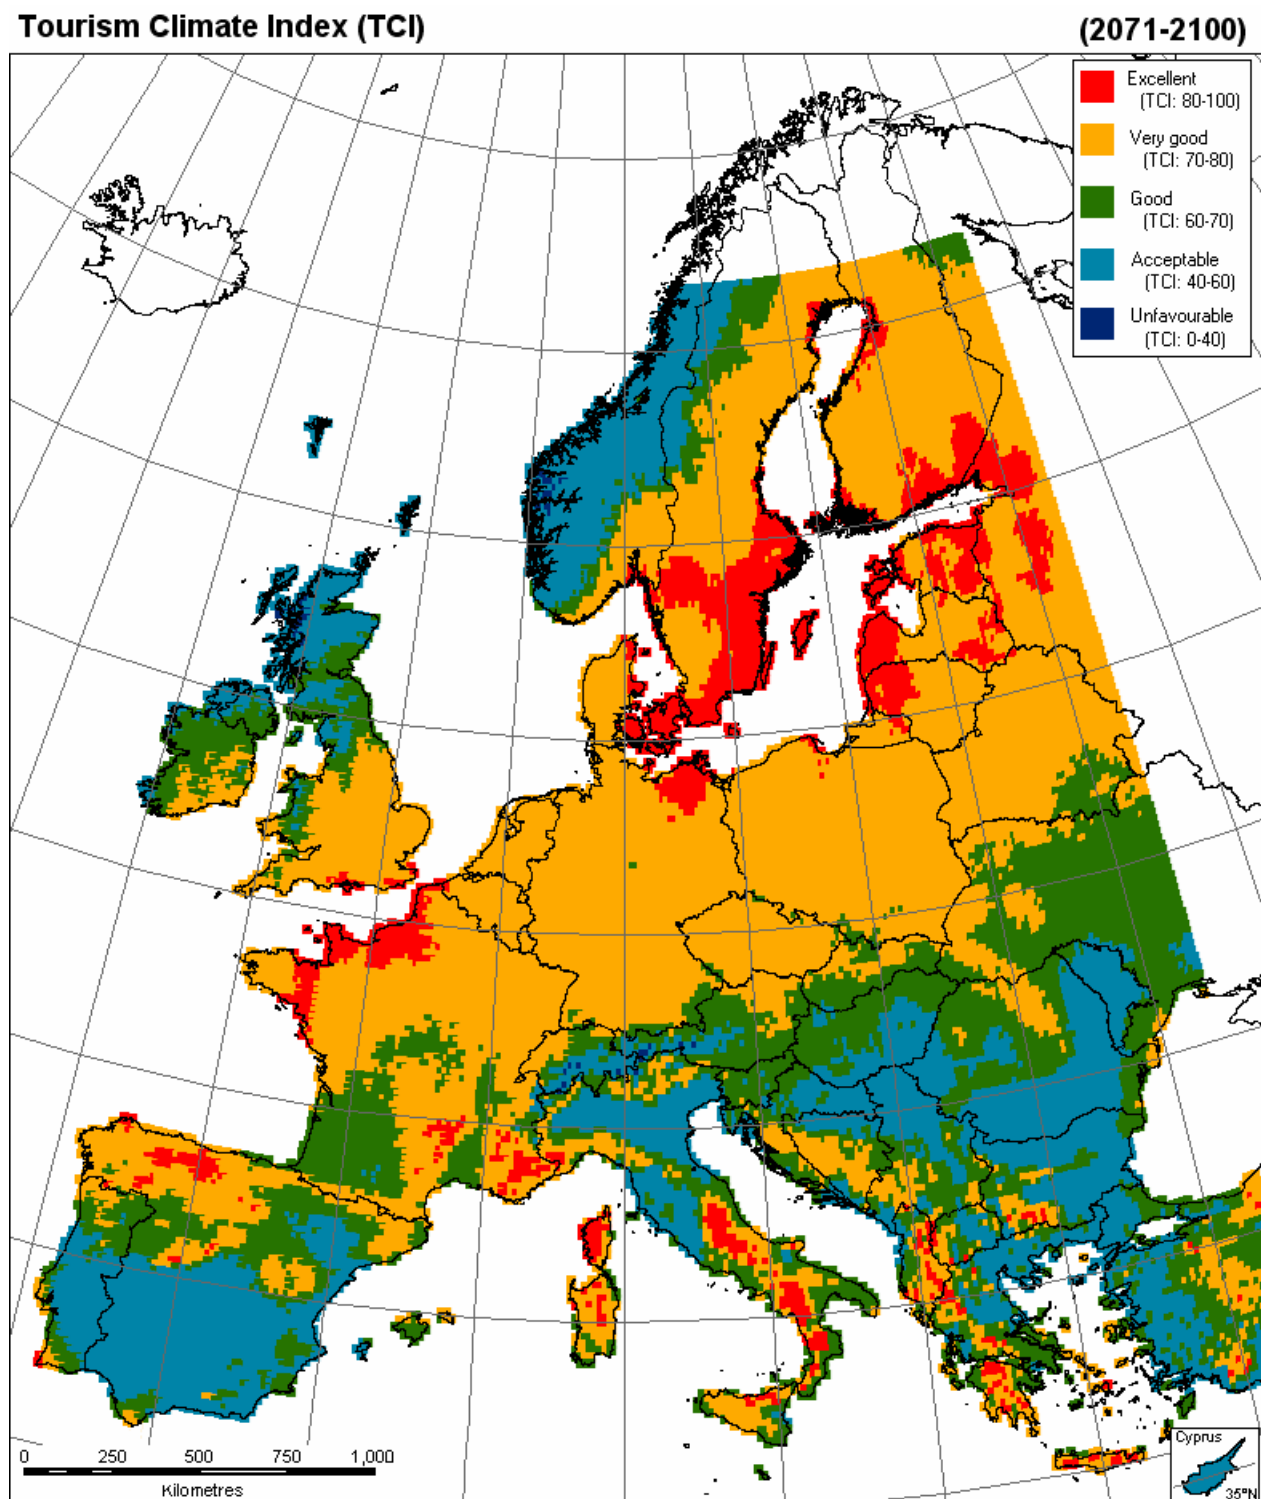 Tourism Climate Index (TCI)
(2071-2100)
Excellent
(TCI: 80-100)
Very good
(TCI: 70-80)
Good
(TCI: 60-70)
Acceptable
(TCI: 40-60)
Unfavourable
(TCI: 0-40)
Cyprus
35°N
0 250 500 750 1,000
Kilometres